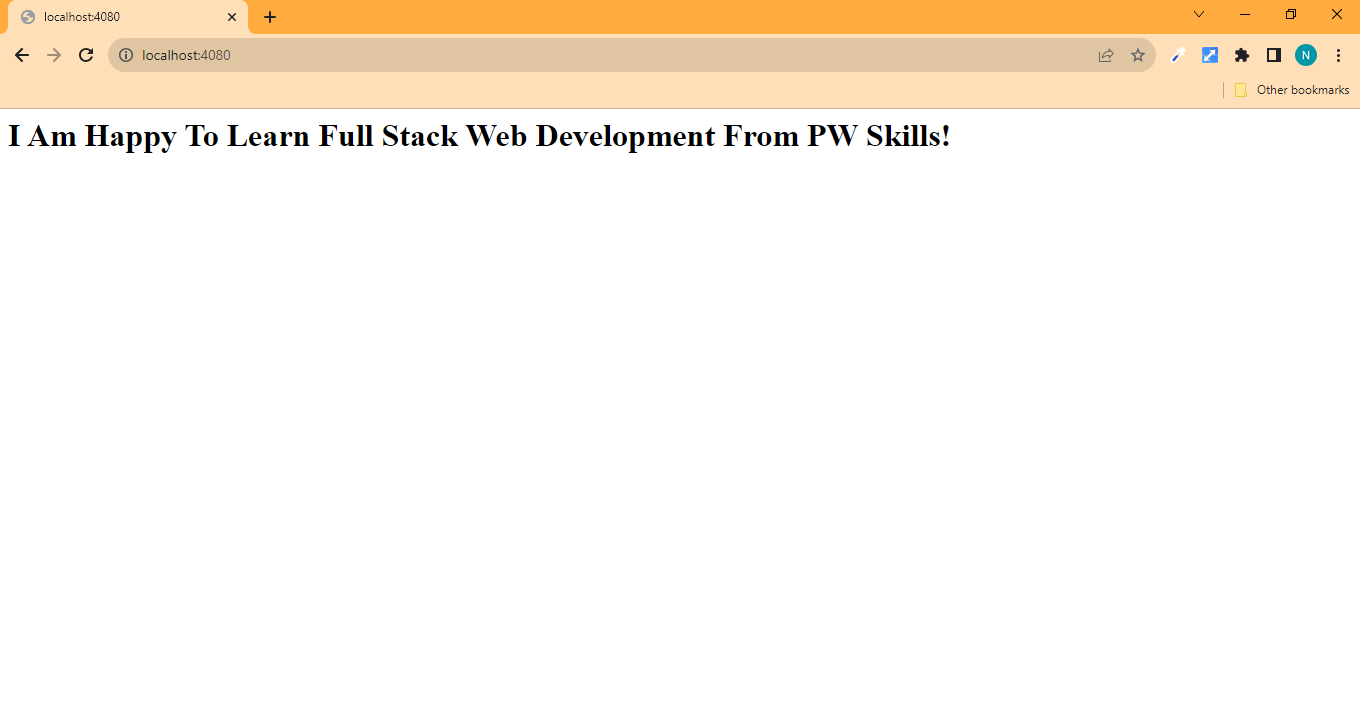 localhost:4080
localhost:4080
N
Other bookmarks
I Am Happy To Learn Full Stack Web Development From PW Skills!